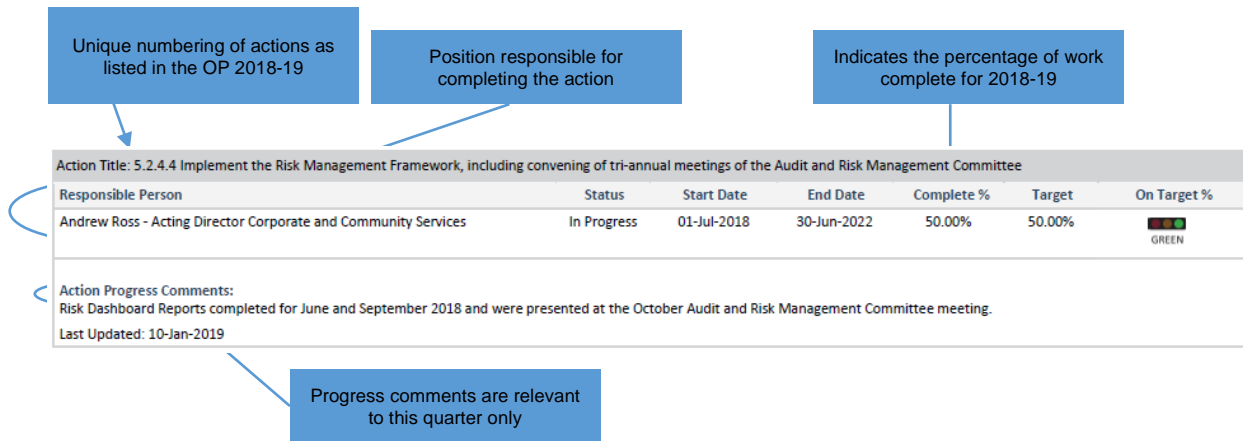 Unique numbering of actions as
listed in the OP 2018-19
Position responsible for
completing the action
Indicates the percentage of work
complete for 2018-19
Action Title: 5.2.4.4 Implement the Risk Management Framework, including convening of tri-annual meetings of the Audit and Risk Management Committee
Responsible Person Status Start Date End Date Complete % Target On Target %
Andrew Ross - Acting Director Corporate and Community Services In Progress 01-Jul-2018 30-Jun-2022 50.00% 50.00%
GREEN
Action Progress Comments:
Risk Dashboard Reports completed for June and September 2018 and were presented at the October Audit and Risk Management Committee meeting.
Last Updated: 10-Jan-2019
Progress comments are relevant
to this quarter only